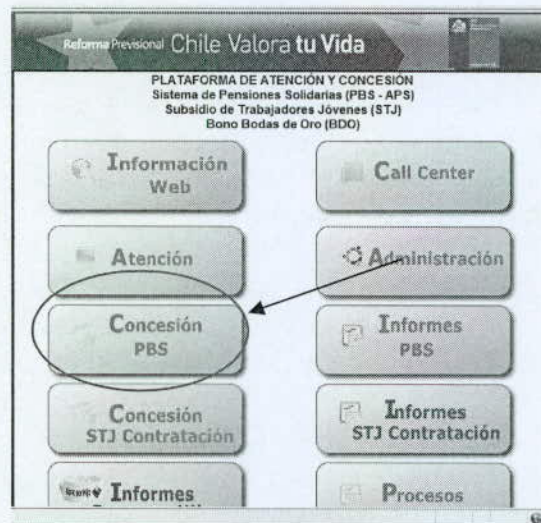 Reforma Previsional Chile Valora tu Vida
PLATAFORMA DE ATENCIÓN Y CONCESIÓN
Sistema de Pensiones Solidarias (PBS - APS)
Subsidio de Trabajadores Jóvenes (STJ)
Bono Bodas de Oro (BDO)
Información
Web
Call Center
Atención
Administración
Concesión
PBS
Informes
PBS
Concesión
STJ Contratación
Informes
STJ Contratación
Informes
Procesos